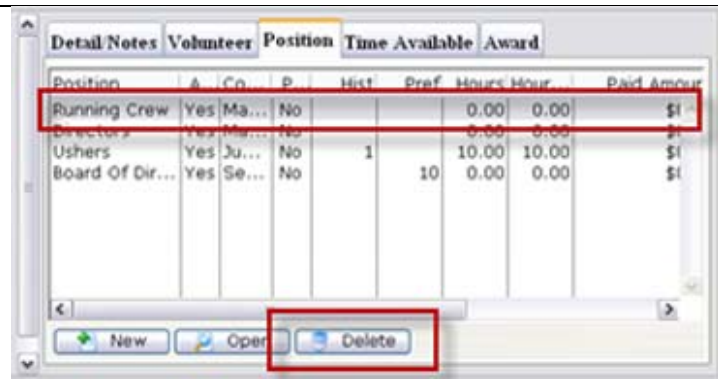 Detail/Notes Volunteer Position Time Available Award
Position A... Co... P... Hist Pref Hours Hour... Paid Amour
Running Crew Yes Ma... No 0.00 0.00 $(
Directors Yes Ma... No 0.00 0.00 $(
Ushers Yes Ju... No 1 10.00 10.00 $(
Board Of Dir... Yes Se... No 10 0.00 0.00 $(
New Open Delete